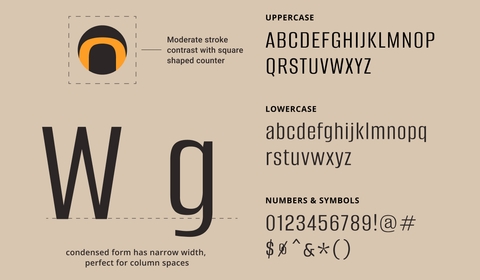 Moderate stroke
contrast with square
shaped counter
W g
condensed form has narrow width,
perfect for column spaces
UPPERCASE
ABCDEFGHIJKLMNOP
QRSTUVWXYZ
LOWERCASE
abcdefghijklmnopq
rstuvwxyz
NUMBERS & SYMBOLS
0123456789!@#
$%^&*()